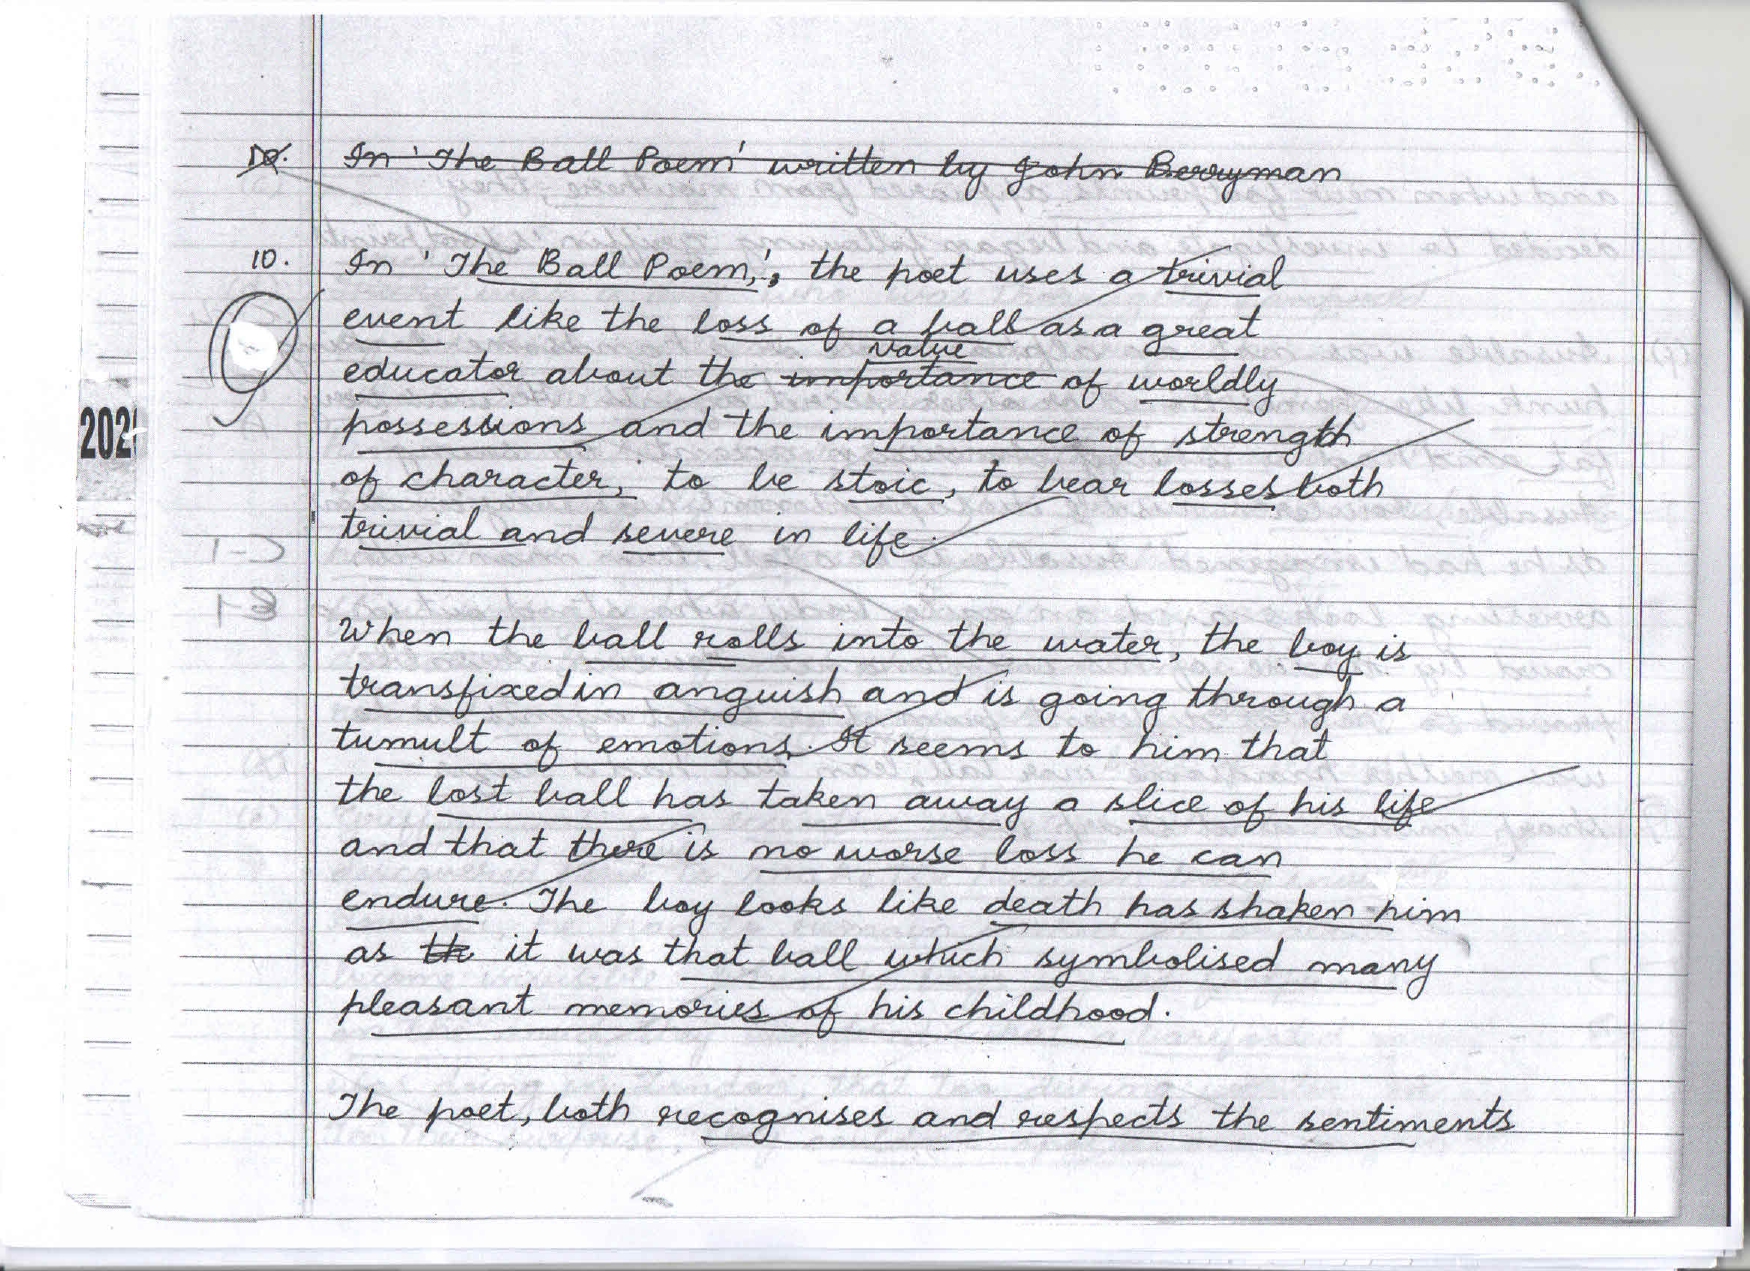 10. In 'The Ball Poem' written by John Berryman
10. In 'The Ball Poem,', the poet uses a trivial
event like the loss of a ball as a great
value
educator about the importance of worldly
possessions and the importance of strength
of character, to be stoic, to bear losses both
trivial and severe in life.
When the ball rolls into the water, the boy is
transfixed in anguish and is going through a
tumult of emotions. It seems to him that
the lost ball has taken away a slice of his life
and that there is no worse loss he can
endure. The boy looks like death has shaken him
as th it was that ball which symbolised many
pleasant memories of his childhood.
The poet, both recognises and respects the sentiments
202